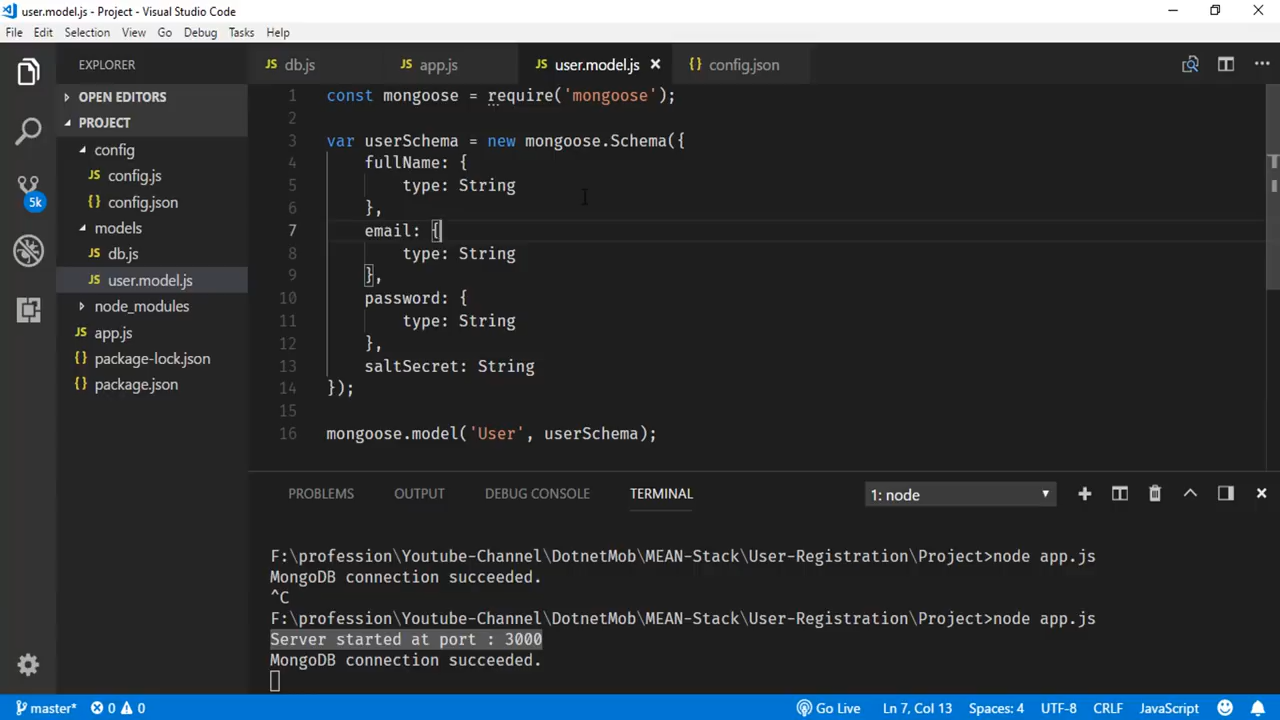 user.model.js - Project - Visual Studio Code
File Edit Selection View Go Debug Tasks Help
EXPLORER
OPEN EDITORS
PROJECT
config
JS config.js
{} config.json
models
JS db.js
JS user.model.js
node_modules
JS app.js
{} package-lock.json
{} package.json
5k
JS db.js JS app.js JS user.model.js {} config.json
1 const mongoose = require('mongoose');
2
3 var userSchema = new mongoose.Schema({
4 fullName: {
5 type: String
6 },
7 email: {
8 type: String
9 },
10 password: {
11 type: String
12 },
13 saltSecret: String
14 });
15
16 mongoose.model('User', userSchema);
PROBLEMS OUTPUT DEBUG CONSOLE TERMINAL 1: node
F:\profession\Youtube-Channel\DotnetMob\MEAN-Stack\User-Registration\Project>node app.js
MongoDB connection succeeded.
^C
F:\profession\Youtube-Channel\DotnetMob\MEAN-Stack\User-Registration\Project>node app.js
Server started at port : 3000
MongoDB connection succeeded.
master* 0 0 Go Live Ln 7, Col 13 Spaces: 4 UTF-8 CRLF JavaScript